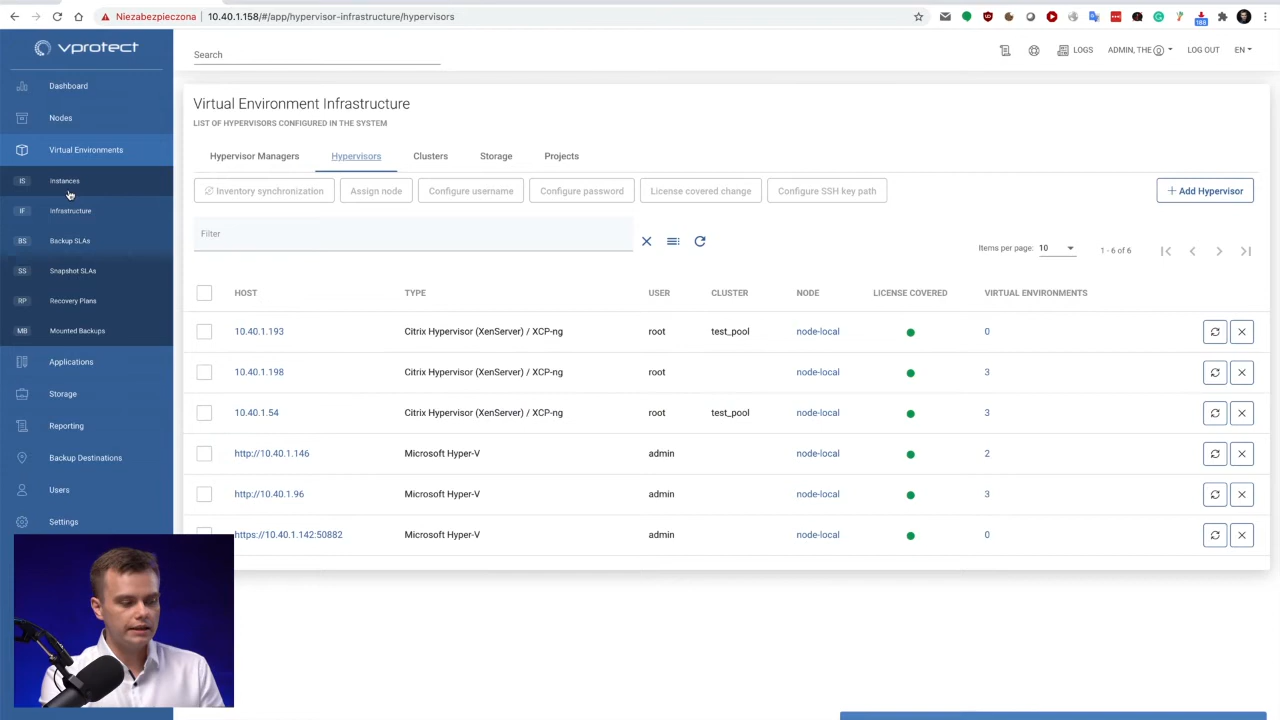 Niezabezpieczona 10.40.1.158/#/app/hypervisor-infrastructure/hypervisors
188
vprotect
Search
LOGS
ADMIN, THE
LOG OUT
EN
Dashboard
Nodes
Virtual Environments
IS Instances
IF Infrastructure
BS Backup SLAs
SS Snapshot SLAs
RP Recovery Plans
MB Mounted Backups
Applications
Storage
Reporting
Backup Destinations
Users
Settings
Virtual Environment Infrastructure
LIST OF HYPERVISORS CONFIGURED IN THE SYSTEM
Hypervisor Managers Hypervisors Clusters Storage Projects
Inventory synchronization Assign node Configure username Configure password License covered change Configure SSH key path + Add Hypervisor
Filter
Items per page: 10 1 - 6 of 6
HOST TYPE USER CLUSTER NODE LICENSE COVERED VIRTUAL ENVIRONMENTS
10.40.1.193 Citrix Hypervisor (XenServer) / XCP-ng root test_pool node-local 0
10.40.1.198 Citrix Hypervisor (XenServer) / XCP-ng root node-local 3
10.40.1.54 Citrix Hypervisor (XenServer) / XCP-ng root test_pool node-local 3
http://10.40.1.146 Microsoft Hyper-V admin node-local 2
http://10.40.1.96 Microsoft Hyper-V admin node-local 3
https://10.40.1.142:50882 Microsoft Hyper-V admin node-local 0